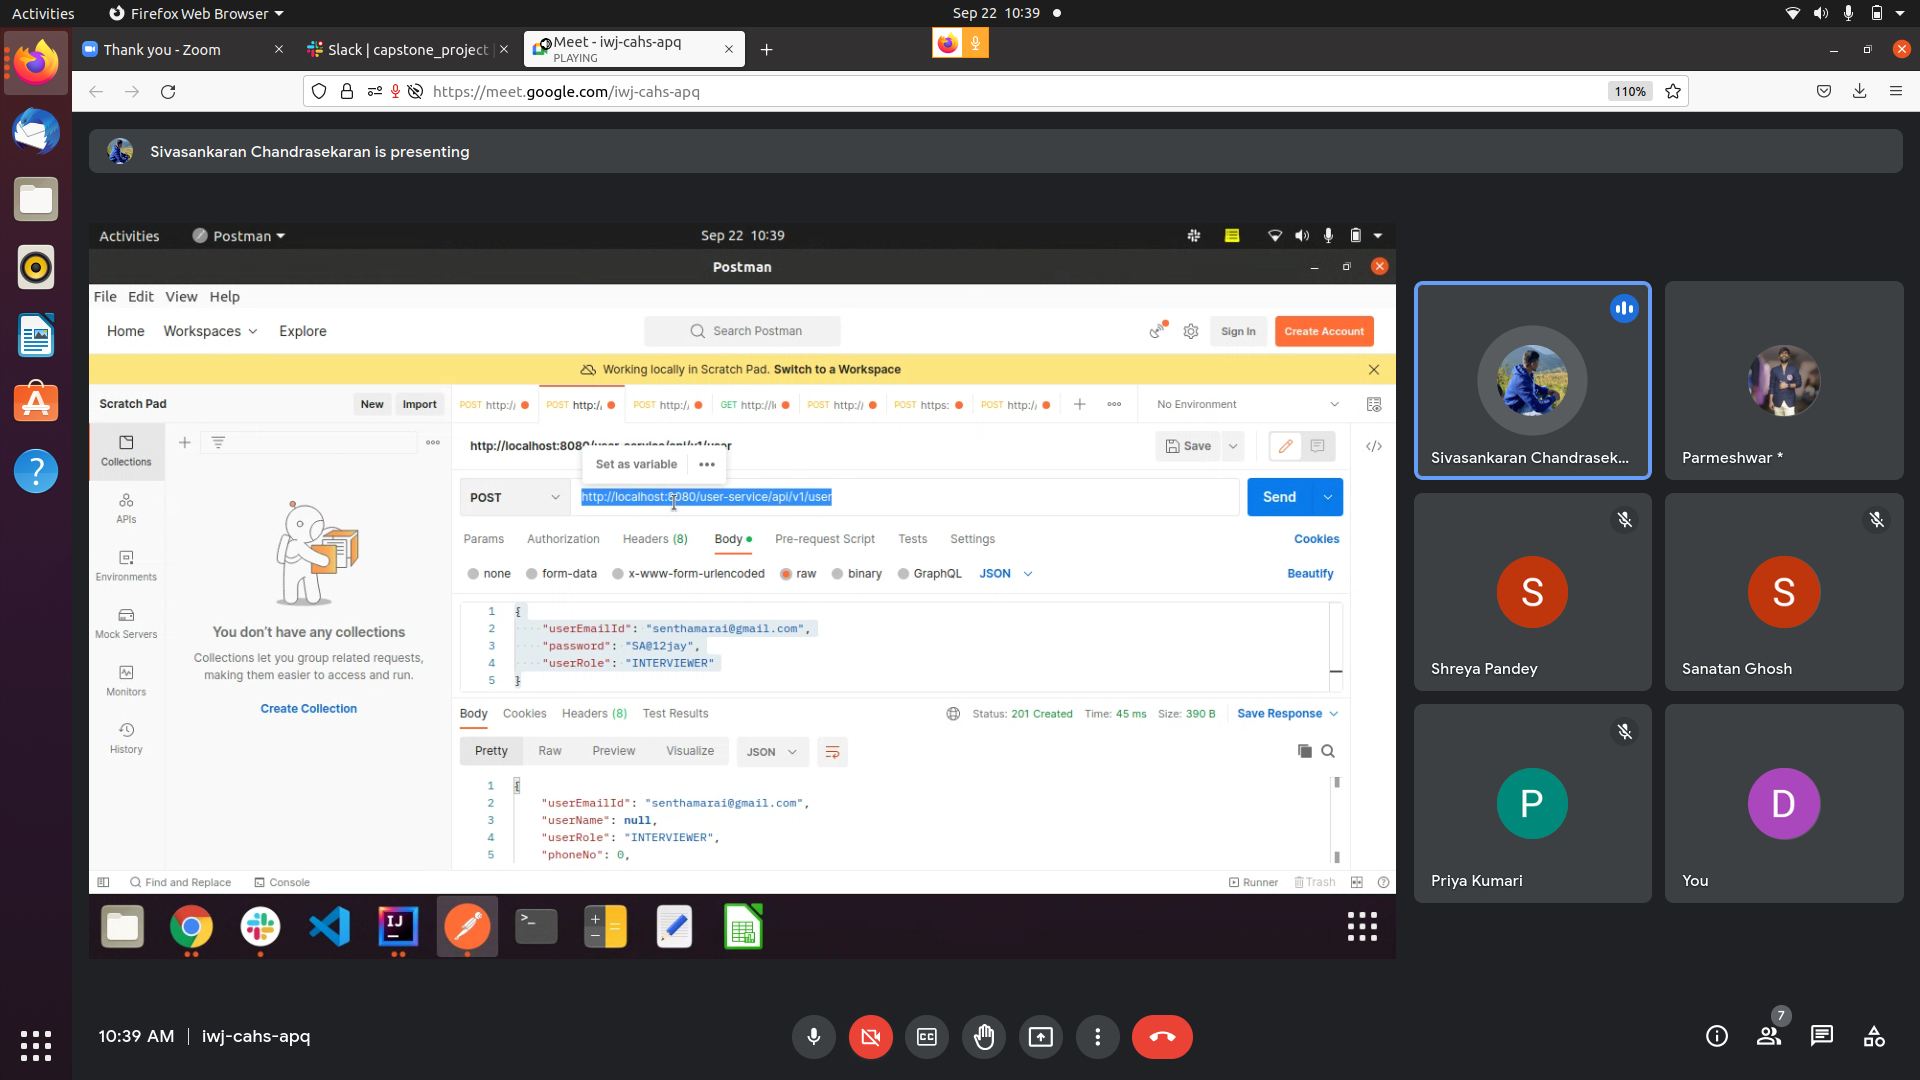 Activities
Firefox Web Browser
Sep 22 10:39
Thank you - Zoom
Slack | capstone_project
Meet - iwj-cahs-apq
PLAYING
https://meet.google.com/iwj-cahs-apq
110%
Sivasankaran Chandrasekaran is presenting
Activities
Postman
Sep 22 10:39
Postman
File Edit View Help
Home Workspaces Explore
Search Postman
Sign In
Create Account
Working locally in Scratch Pad. Switch to a Workspace
Scratch Pad
New
Import
POST http:/
POST http:/
POST http:/
GET http://l
POST http:/
POST https:
POST http:/
No Environment
Collections
APIs
Environments
Mock Servers
Monitors
History
You don't have any collections
Collections let you group related requests,
making them easier to access and run.
Create Collection
http://localhost:8080/user-service/api/v1/user
Save
Set as variable
POST
http://localhost:8080/user-service/api/v1/user
Send
Params Authorization Headers (8) Body Pre-request Script Tests Settings
Cookies
none form-data x-www-form-urlencoded raw binary GraphQL JSON
Beautify
1 {
2 "userEmailId": "senthamarai@gmail.com",
3 "password": "SA@12jay",
4 "userRole": "INTERVIEWER"
5 }
Body Cookies Headers (8) Test Results
Status: 201 Created Time: 45 ms Size: 390 B Save Response
Pretty Raw Preview Visualize JSON
1 {
2 "userEmailId": "senthamarai@gmail.com",
3 "userName": null,
4 "userRole": "INTERVIEWER",
5 "phoneNo": 0,
Find and Replace
Console
Runner
Trash
Sivasankaran Chandrasek...
Parmeshwar *
S
Shreya Pandey
S
Sanatan Ghosh
P
Priya Kumari
D
You
10:39 AM | iwj-cahs-apq
7